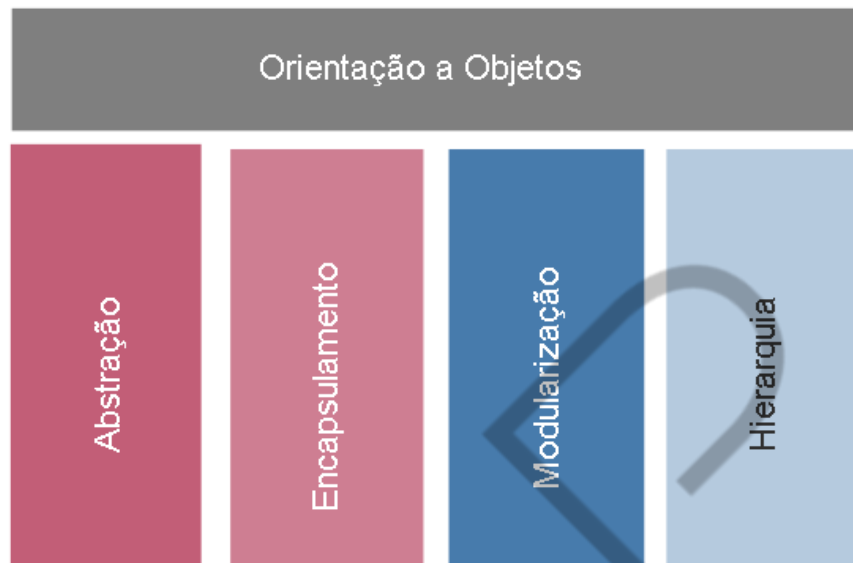 Orientação a Objetos
Abstração
Encapsulamento
Modularização
Hierarquia